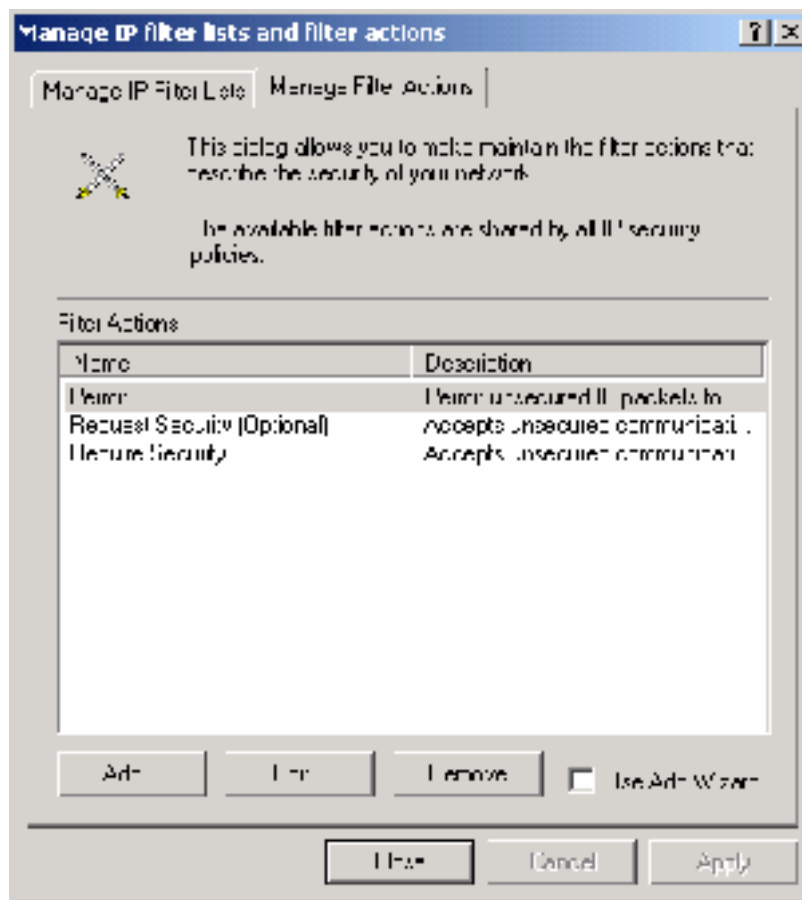 Manage IP filter lists and filter actions
Manage IP Filter Lists
Manage Filter Actions
This dialog allows you to make maintain the filter actions that
describe the security of your network.
The available filter actions are shared by all IP security
policies.
Filter Actions
Name Description
Permit Permit unsecured IP packets to
Request Security (Optional) Accepts unsecured communicati...
Require Security Accepts unsecured communicati...
Add Edit Remove Use Add Wizard
Close Cancel Apply